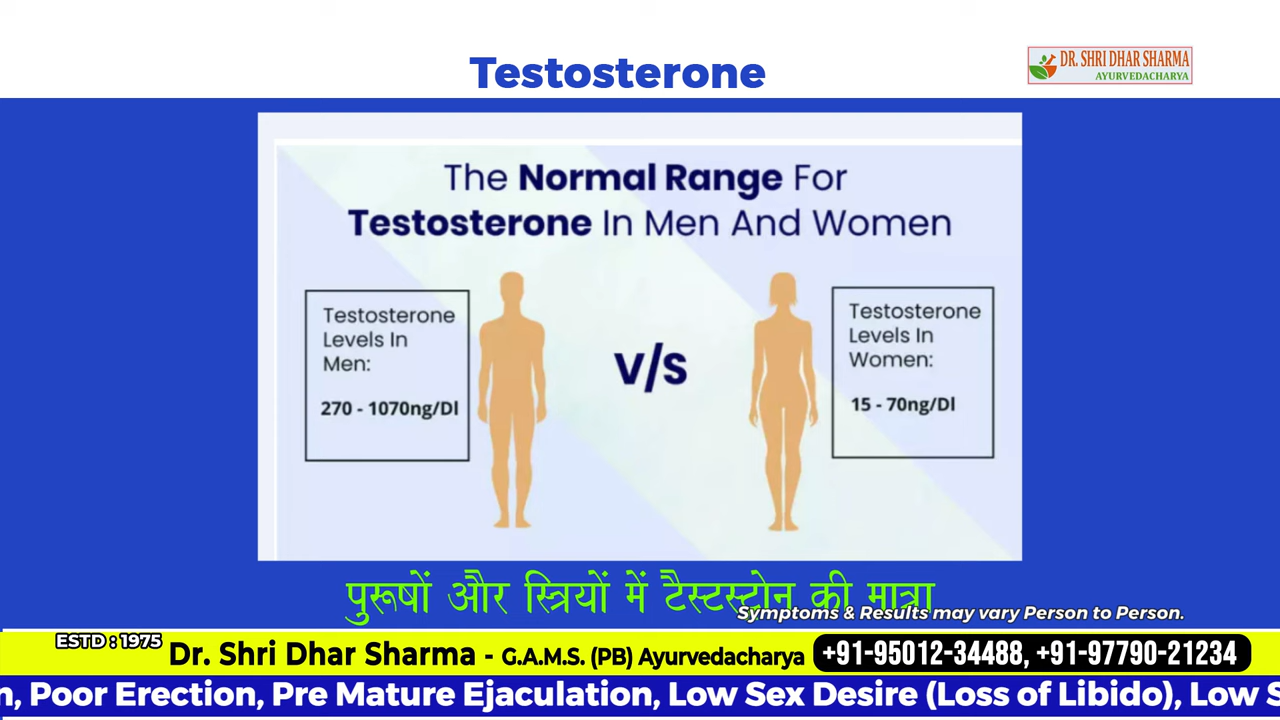 Testosterone
DR. SHRI DHAR SHARMA
AYURVEDACHARYA
The Normal Range For
Testosterone In Men And Women
Testosterone
Levels In
Men:
270 - 1070ng/Dl
V/S
Testosterone
Levels In
Women:
15 - 70ng/Dl
पुरूषों और स्त्रियों में टैस्टस्टोन की मात्रा
Symptoms & Results may vary Person to Person.
ESTD : 1975
Dr. Shri Dhar Sharma - G.A.M.S. (PB) Ayurvedacharya
+91-95012-34488, +91-97790-21234
Poor Erection, Pre Mature Ejaculation, Low Sex Desire (Loss of Libido), Low